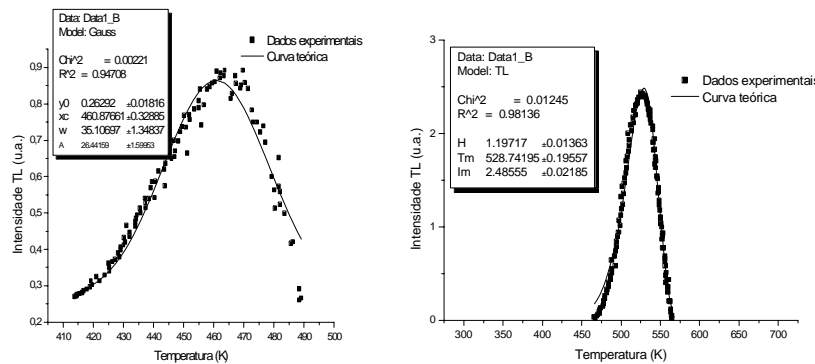 Data: Data1_B
Model: Gauss
Chi^2 = 0.00221
R^2 = 0.94708
y0 0.26292 ±0.01816
xc 460.87661 ±0.32885
w 35.10697 ±1.34837
A 26.44159 ±1.59953
Dados experimentais
Curva teórica
0,9
0,8
0,7
0,6
0,5
0,4
0,3
0,2
Intensidade TL (u.a.)
410 420 430 440 450 460 470 480 490 500
Temperatura (K)
Data: Data1_B
Model: TL
Chi^2 = 0.01245
R^2 = 0.98136
H 1.19717 ±0.01363
Tm 528.74195 ±0.19557
Im 2.48555 ±0.02185
Dados experimentais
Curva teórica
3
2
1
0
Intensidade TL (u.a.)
300 350 400 450 500 550 600 650 700
Temperatura (K)